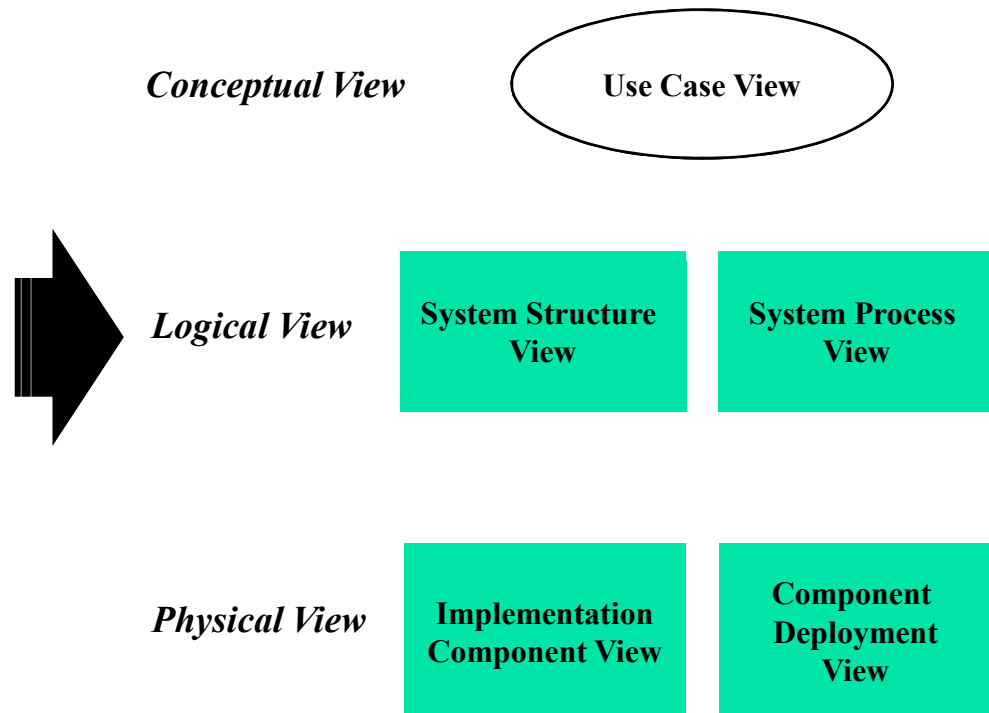 Conceptual View
Use Case View
Logical View
System Structure
View
System Process
View
Physical View
Implementation
Component View
Component
Deployment
View